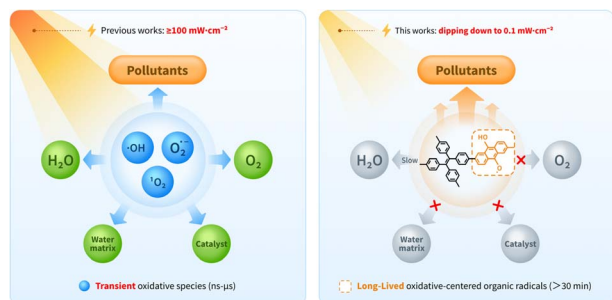 Previous works: ≥100 mW·cm⁻³
Pollutants
·OH
O₂·⁻
¹O₂
H₂O
O₂
Water
matrix
Catalyst
Transient oxidative species (ns-μs)
This works: dipping down to 0.1 mW·cm⁻²
Pollutants
HO
O
H₂O
Slow
O₂
Water
matrix
Catalyst
Long-Lived oxidative-centered organic radicals (>30 min)